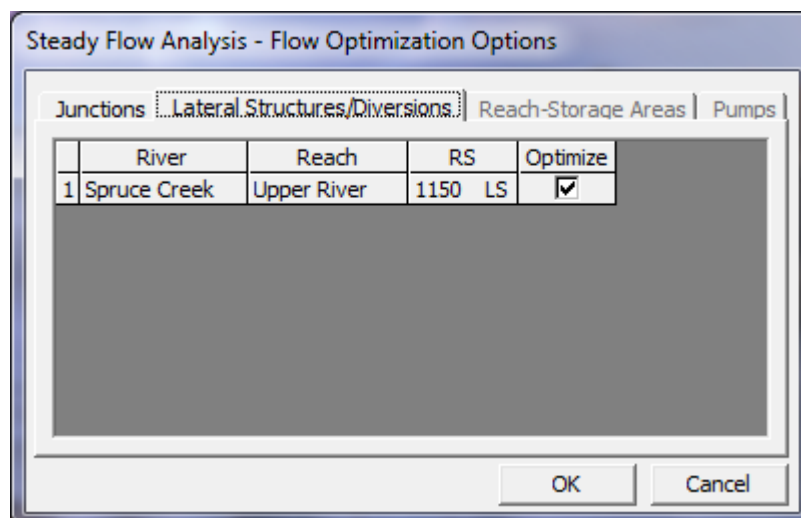 Steady Flow Analysis - Flow Optimization Options
Junctions Lateral Structures/Diversions Reach-Storage Areas Pumps
River Reach RS Optimize
1 Spruce Creek Upper River 1150 LS
OK Cancel